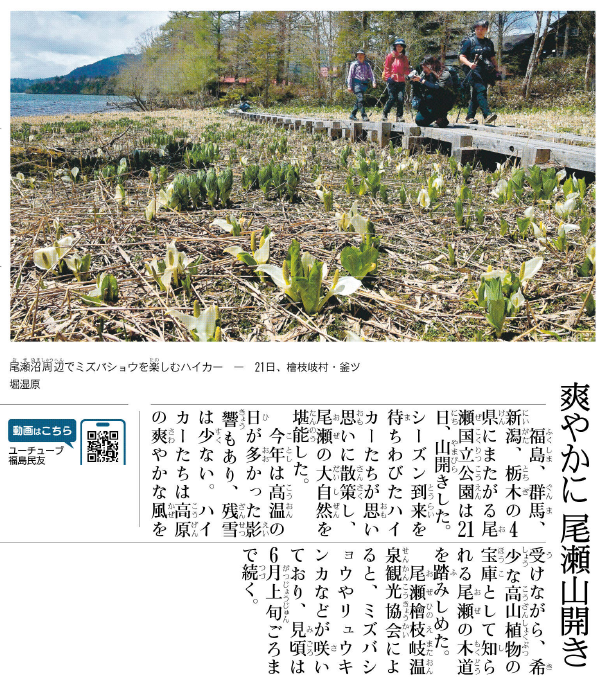 爽やかに 尾瀬山開き
福島、群馬、
新潟、栃木の4
県にまたがる尾
瀬国立公園は21
日、山開きした。
シーズン到来を
待ちわびたハイ
カーたちが思い
思いに散策し、
尾瀬の大自然を
堪能した。
今年は高温の
日が多かった影
響もあり、残雪
は少ない。ハイ
カーたちは高原
の爽やかな風を
受けながら、希
少な高山植物の
宝庫として知ら
れる尾瀬の木道
を踏みしめた。
尾瀬檜枝岐温
泉観光協会によ
ると、ミズバシ
ョウやリュウキ
ンカなどが咲い
ており、見頃は
6月上旬ごろま
で続く。
尾瀬沼周辺でミズバショウを楽しむハイカー ― 21日、檜枝岐村・釜ツ
堀湿原
動画はこちら
ユーチューブ
福島民友